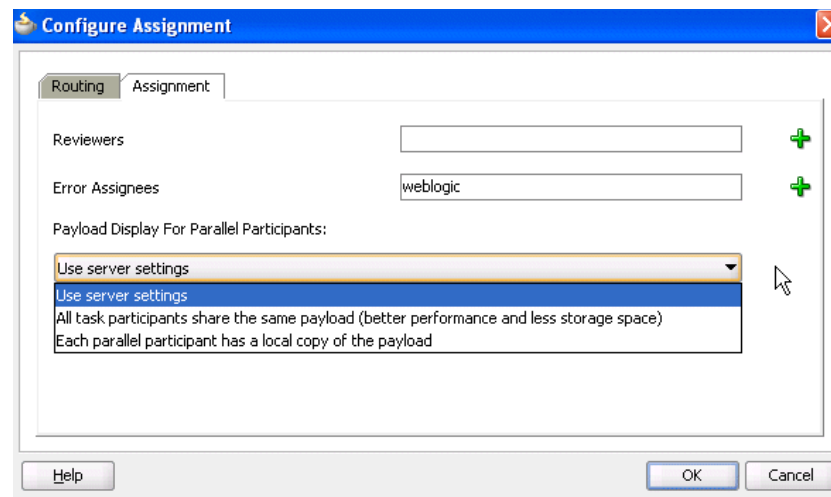 Configure Assignment
Routing Assignment
Reviewers
Error Assignees weblogic
Payload Display For Parallel Participants:
Use server settings
Use server settings
All task participants share the same payload (better performance and less storage space)
Each parallel participant has a local copy of the payload
Help OK Cancel